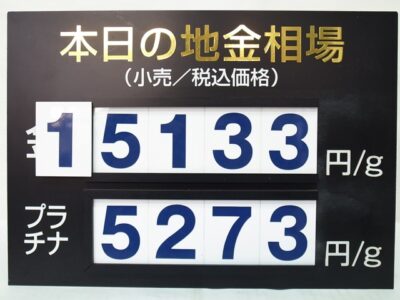 本日の地金相場
（小売／税込価格）
金 15133 円/g
プラチナ 5273 円/g